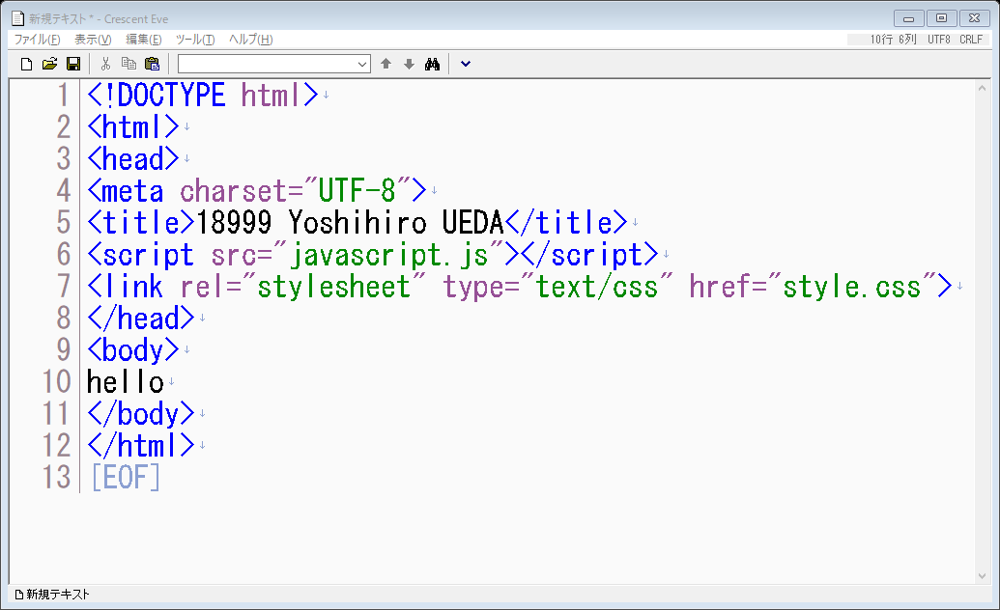 新規テキスト * - Crescent Eve
ファイル(F) 表示(V) 編集(E) ツール(T) ヘルプ(H) 10行 6列 UTF8 CRLF
1 <!DOCTYPE html>↓
2 <html>↓
3 <head>↓
4 <meta charset="UTF-8">↓
5 <title>18999 Yoshihiro UEDA</title>↓
6 <script src="javascript.js"></script>↓
7 <link rel="stylesheet" type="text/css" href="style.css">↓
8 </head>↓
9 <body>↓
10 hello↓
11 </body>↓
12 </html>↓
13 [EOF]
新規テキスト